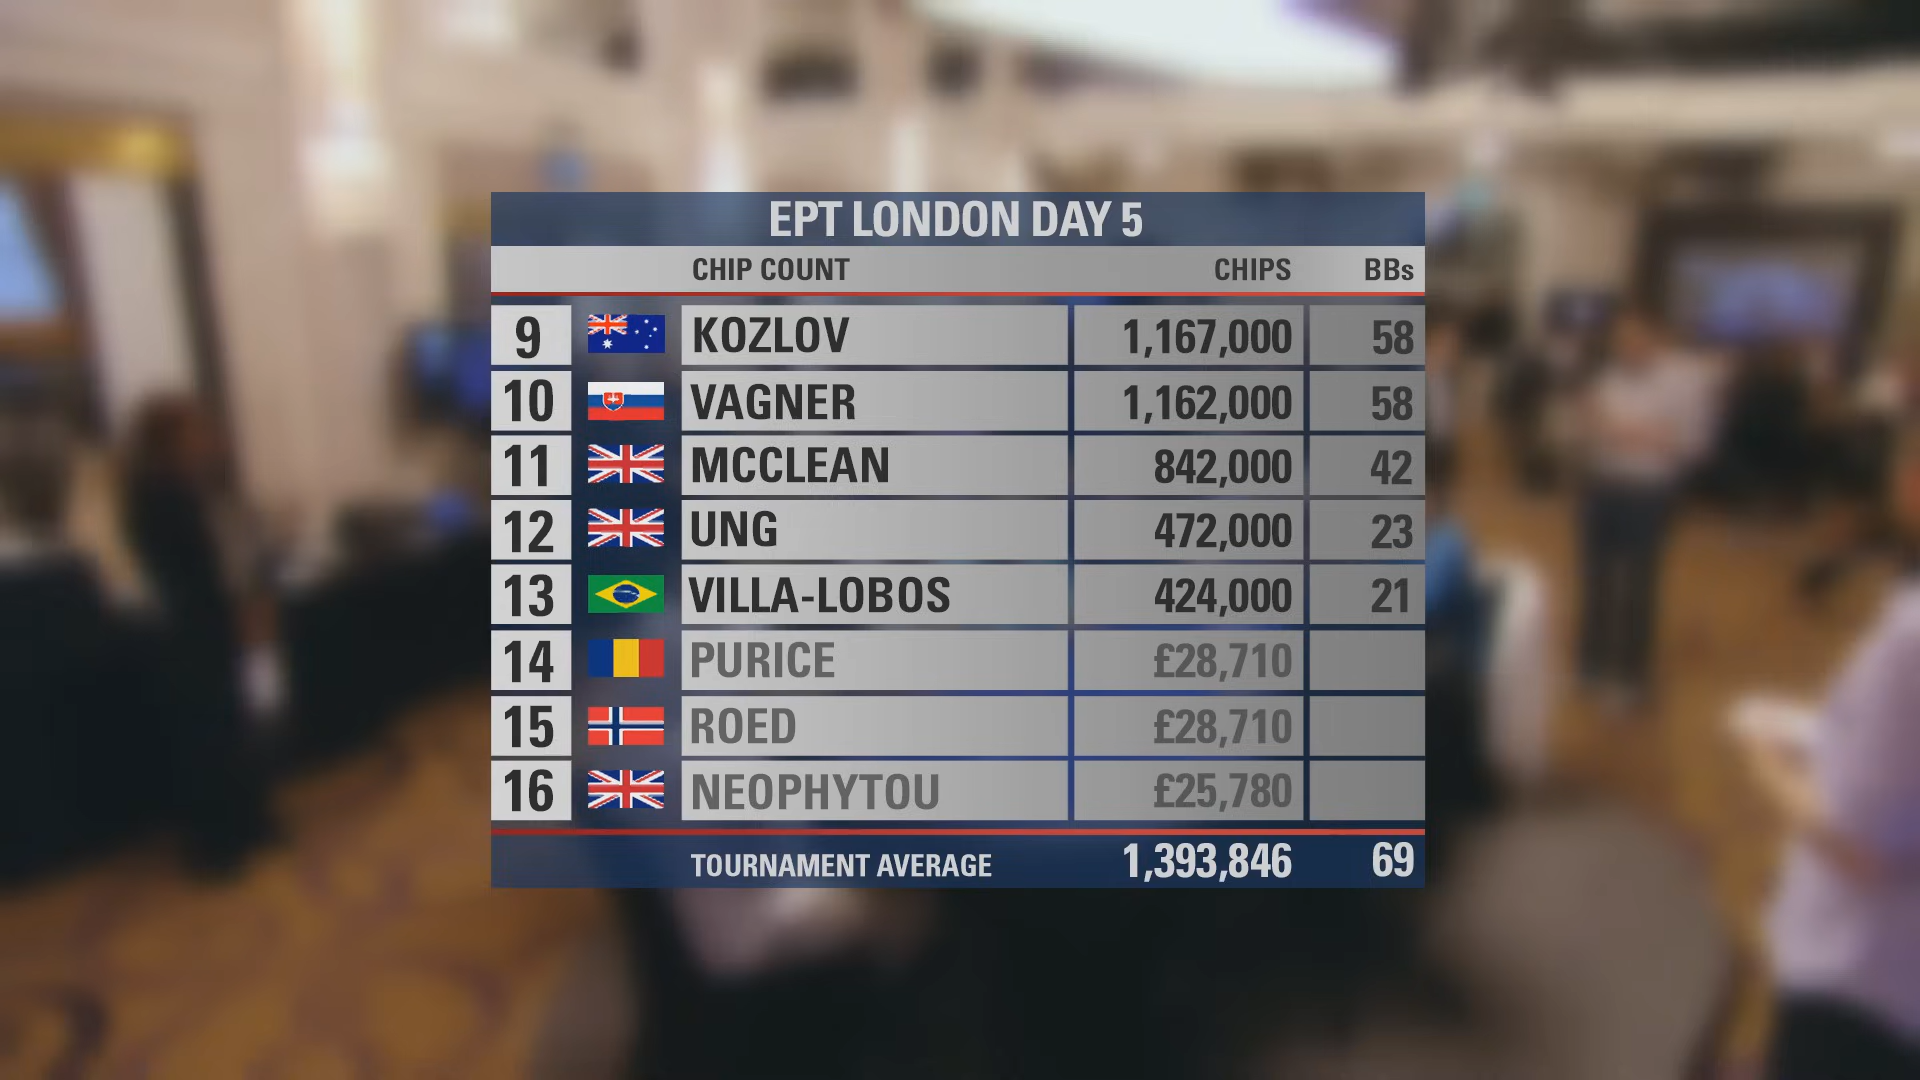 EPT LONDON DAY 5
CHIP COUNT CHIPS BBs
9 KOZLOV 1,167,000 58
10 VAGNER 1,162,000 58
11 MCCLEAN 842,000 42
12 UNG 472,000 23
13 VILLA-LOBOS 424,000 21
14 PURICE £28,710
15 ROED £28,710
16 NEOPHYTOU £25,780
TOURNAMENT AVERAGE 1,393,846 69